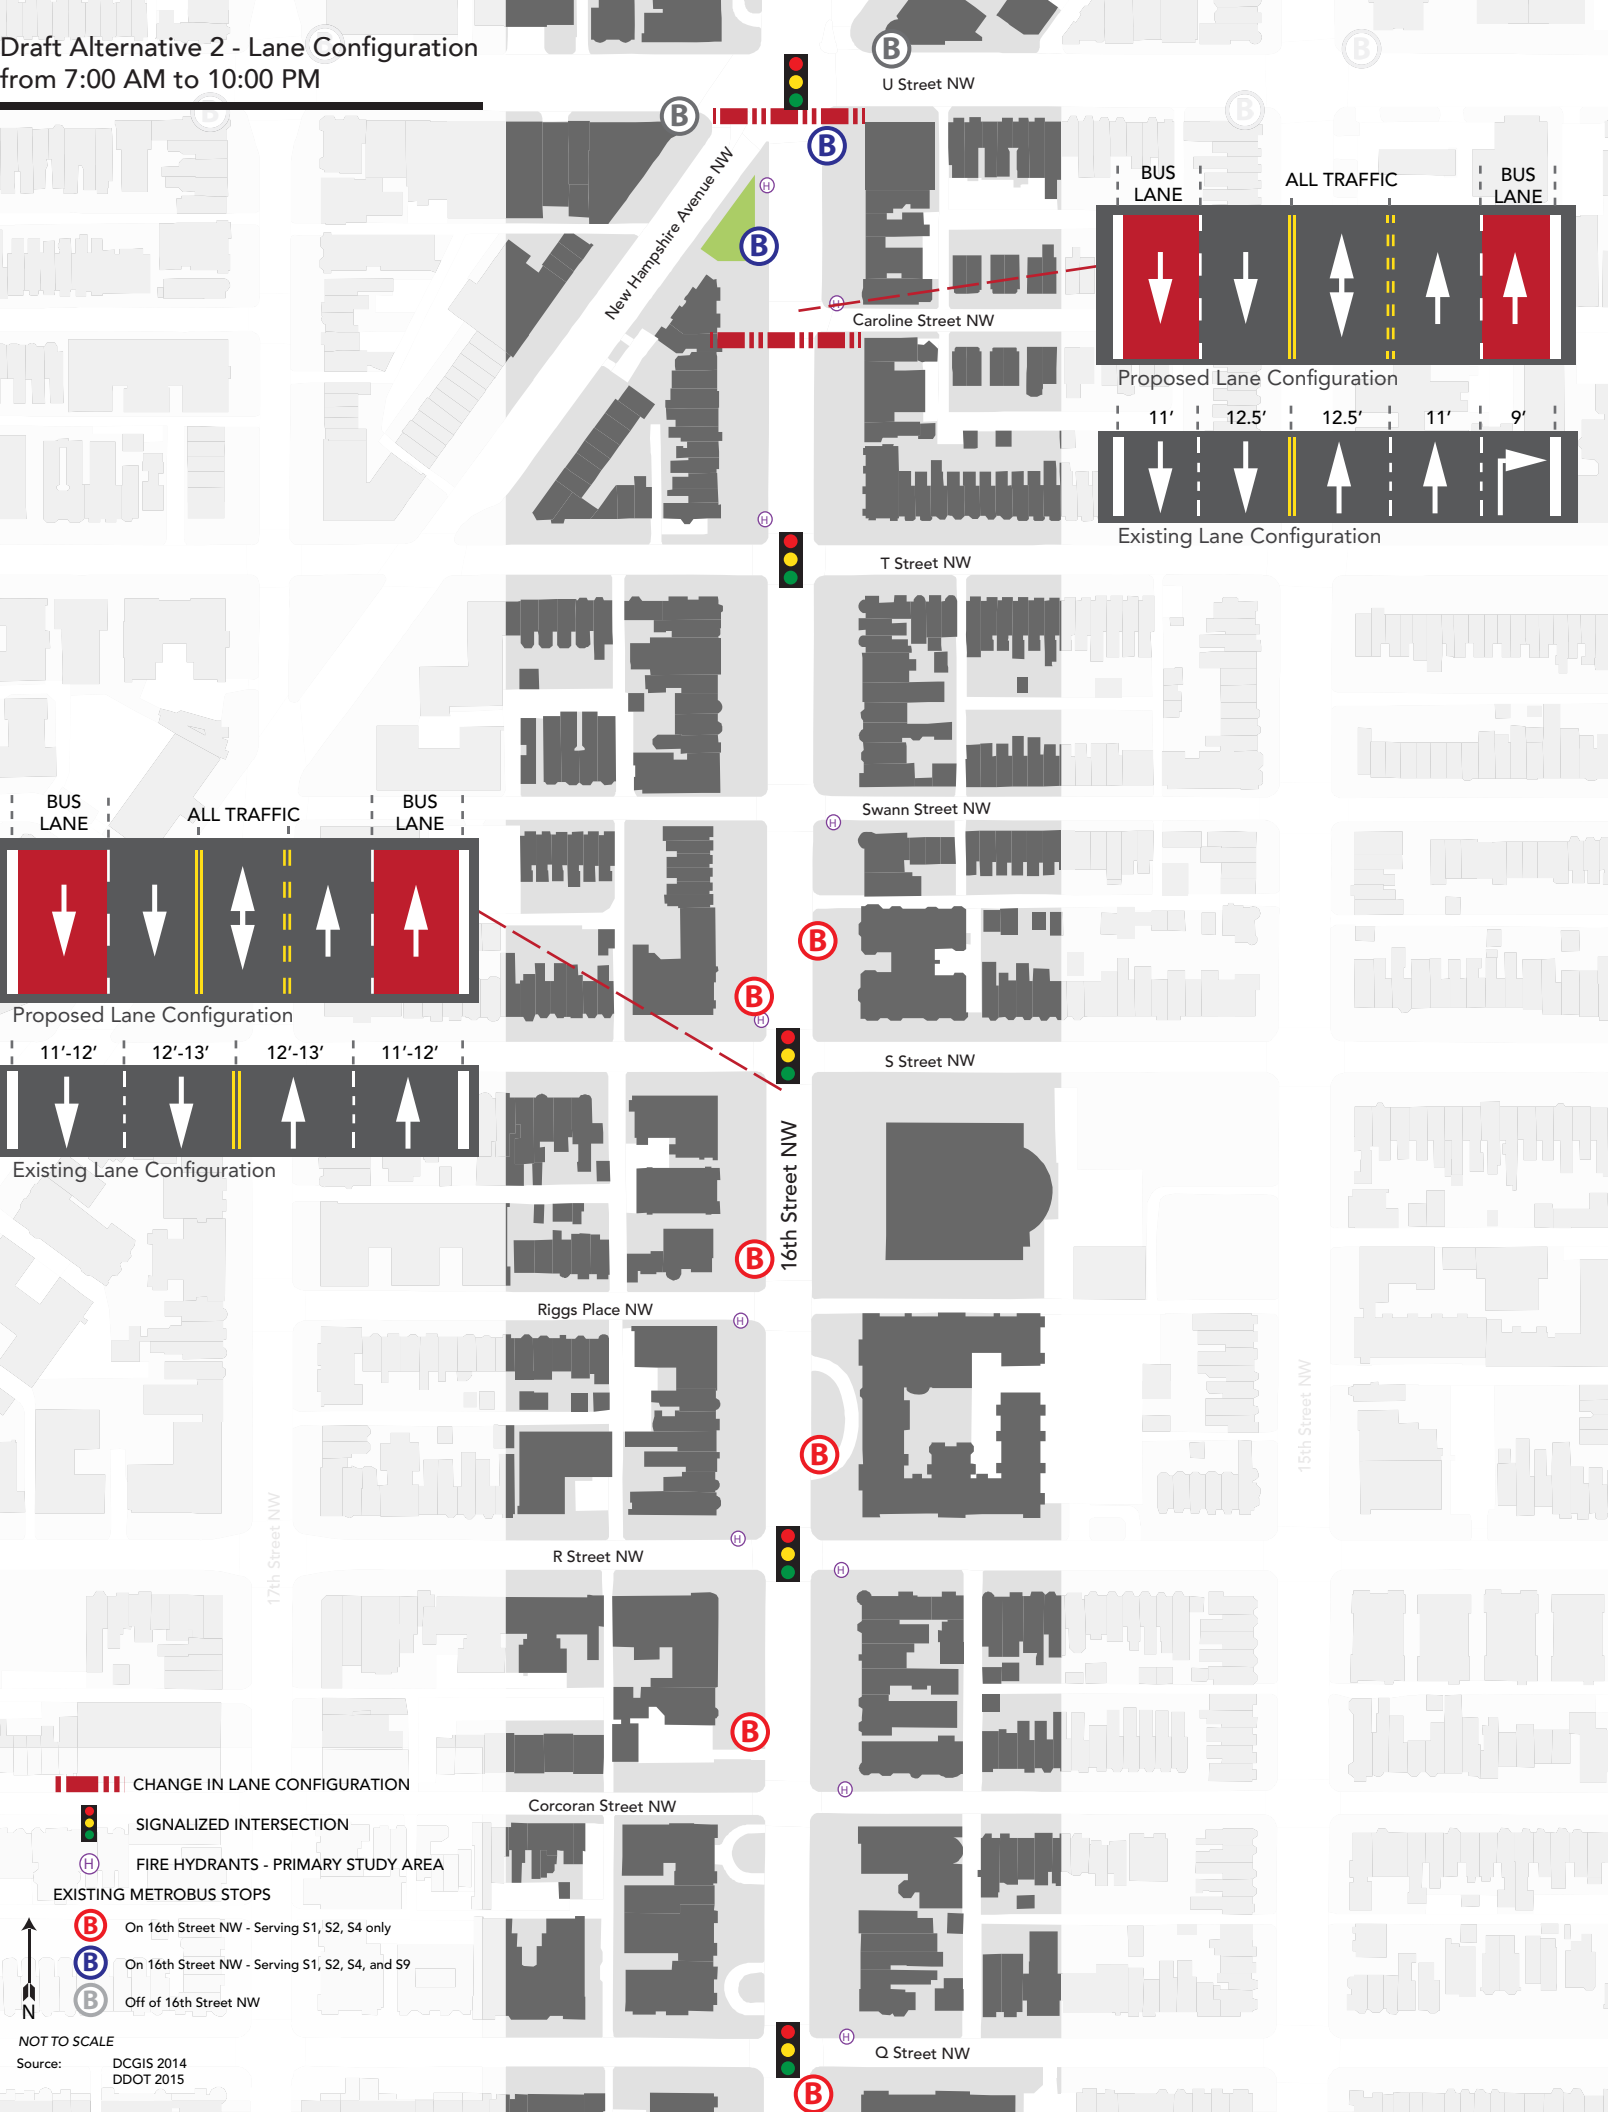 Draft Alternative 2 - Lane Configuration
from 7:00 AM to 10:00 PM
B
B
B
B
B
U Street NW
B
H
New Hampshire Avenue NW
B
H
Caroline Street NW
BUS
LANE
ALL TRAFFIC
BUS
LANE
Proposed Lane Configuration
11’
12.5’
12.5’
11’
9’
Existing Lane Configuration
H
T Street NW
H
Swann Street NW
BUS
LANE
ALL TRAFFIC
BUS
LANE
Proposed Lane Configuration
11’-12’
12’-13’
12’-13’
11’-12’
Existing Lane Configuration
B
B
H
S Street NW
16th Street NW
B
Riggs Place NW
H
B
15th Street NW
17th Street NW
H
R Street NW
H
B
H
Corcoran Street NW
CHANGE IN LANE CONFIGURATION
SIGNALIZED INTERSECTION
H
FIRE HYDRANTS - PRIMARY STUDY AREA
EXISTING METROBUS STOPS
B
On 16th Street NW - Serving S1, S2, S4 only
B
On 16th Street NW - Serving S1, S2, S4, and S9
B
Off of 16th Street NW
N
NOT TO SCALE
Source:
DCGIS 2014
DDOT 2015
H
Q Street NW
B